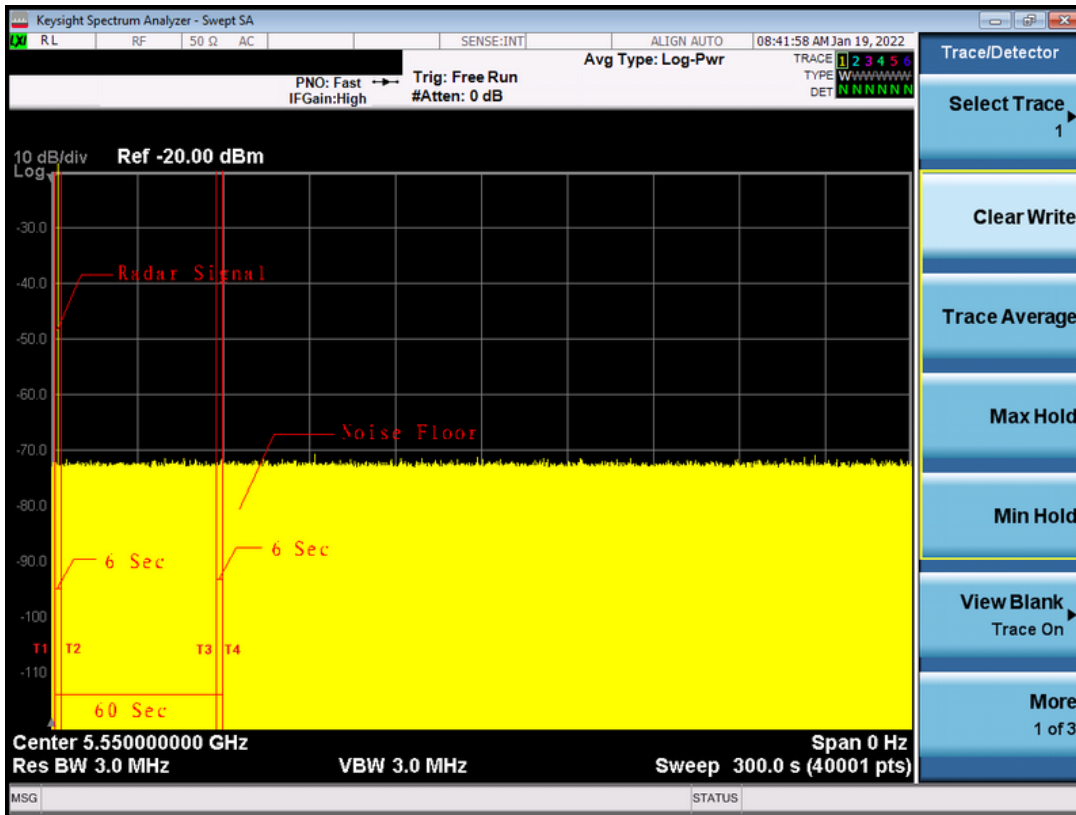 Keysight Spectrum Analyzer - Swept SA
LXI RL RF 50 Ω AC SENSE:INT ALIGN AUTO 08:41:58 AM Jan 19, 2022
PNO: Fast
IFGain:High
Trig: Free Run
#Atten: 0 dB
Avg Type: Log-Pwr
TRACE 1 2 3 4 5 6
TYPE WWWWWW
DET N N N N N N
10 dB/div Ref -20.00 dBm
Log
-30.0
Radar Signal
-40.0
-50.0
-60.0
Noise Floor
-70.0
-80.0
6 Sec
-90.0
6 Sec
-100
T1 T2 T3 T4
-110
60 Sec
Center 5.550000000 GHz Span 0 Hz
Res BW 3.0 MHz VBW 3.0 MHz Sweep 300.0 s (40001 pts)
MSG STATUS
Trace/Detector
Select Trace
1
Clear Write
Trace Average
Max Hold
Min Hold
View Blank
Trace On
More
1 of 3